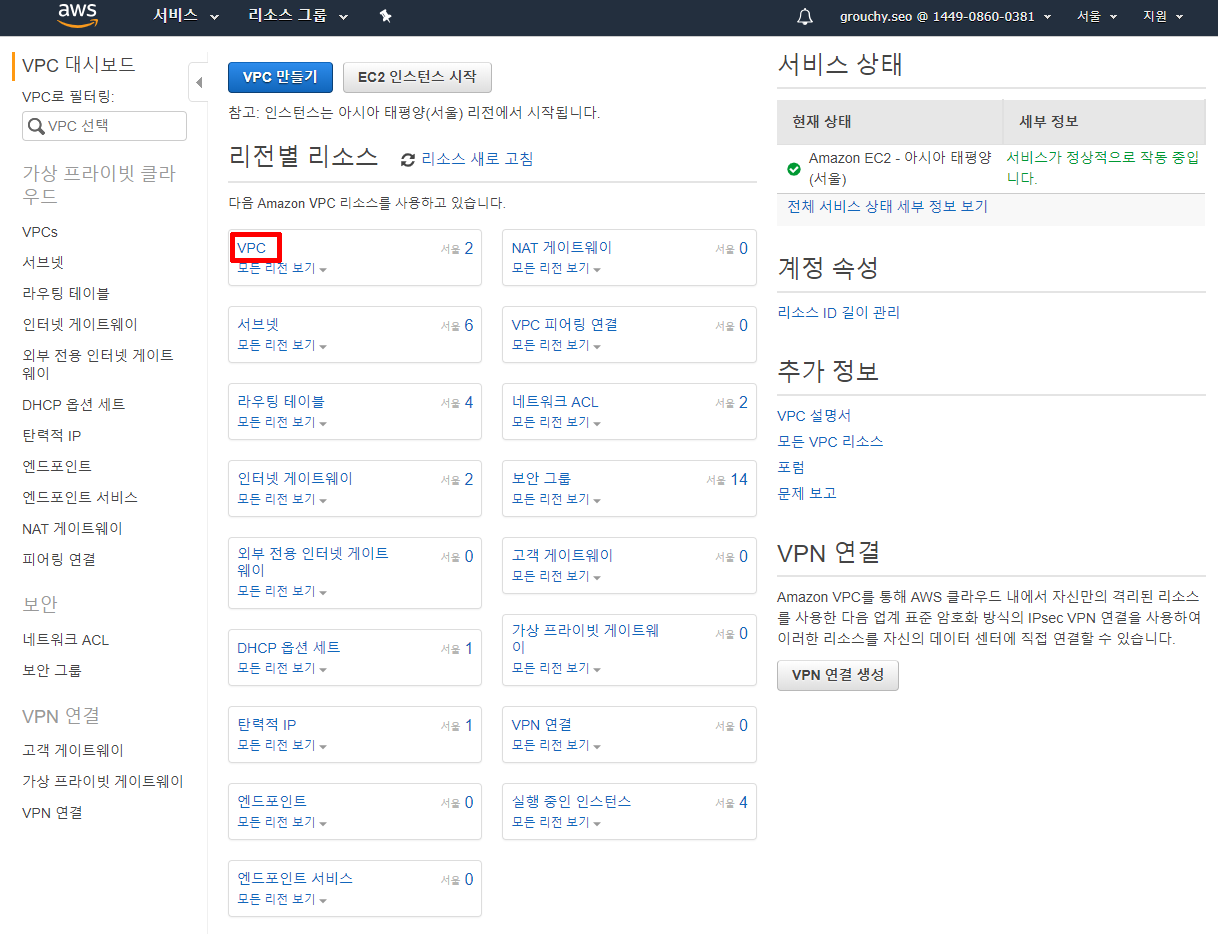 aws
서비스
리소스 그룹
grouchy.seo @ 1449-0860-0381
서울
지원
VPC 대시보드
VPC로 필터링:
VPC 선택
가상 프라이빗 클라
우드
VPCs
서브넷
라우팅 테이블
인터넷 게이트웨이
외부 전용 인터넷 게이트
웨이
DHCP 옵션 세트
탄력적 IP
엔드포인트
엔드포인트 서비스
NAT 게이트웨이
피어링 연결
보안
네트워크 ACL
보안 그룹
VPN 연결
고객 게이트웨이
가상 프라이빗 게이트웨이
VPN 연결
VPC 만들기
EC2 인스턴스 시작
참고: 인스턴스는 아시아 태평양(서울) 리전에서 시작됩니다.
리전별 리소스
리소스 새로 고침
다음 Amazon VPC 리소스를 사용하고 있습니다.
VPC 서울 2
모든 리전 보기
NAT 게이트웨이 서울 0
모든 리전 보기
서브넷 서울 6
모든 리전 보기
VPC 피어링 연결 서울 0
모든 리전 보기
라우팅 테이블 서울 4
모든 리전 보기
네트워크 ACL 서울 2
모든 리전 보기
인터넷 게이트웨이 서울 2
모든 리전 보기
보안 그룹 서울 14
모든 리전 보기
외부 전용 인터넷 게이트 서울 0
웨이
모든 리전 보기
고객 게이트웨이 서울 0
모든 리전 보기
DHCP 옵션 세트 서울 1
모든 리전 보기
가상 프라이빗 게이트웨 서울 0
이
모든 리전 보기
탄력적 IP 서울 1
모든 리전 보기
VPN 연결 서울 0
모든 리전 보기
엔드포인트 서울 0
모든 리전 보기
실행 중인 인스턴스 서울 4
모든 리전 보기
엔드포인트 서비스 서울 0
모든 리전 보기
서비스 상태
현재 상태 세부 정보
Amazon EC2 - 아시아 태평양
(서울)
서비스가 정상적으로 작동 중입
니다.
전체 서비스 상태 세부 정보 보기
계정 속성
리소스 ID 길이 관리
추가 정보
VPC 설명서
모든 VPC 리소스
포럼
문제 보고
VPN 연결
Amazon VPC를 통해 AWS 클라우드 내에서 자신만의 격리된 리소스
를 사용한 다음 업계 표준 암호화 방식의 IPsec VPN 연결을 사용하여
이러한 리소스를 자신의 데이터 센터에 직접 연결할 수 있습니다.
VPN 연결 생성